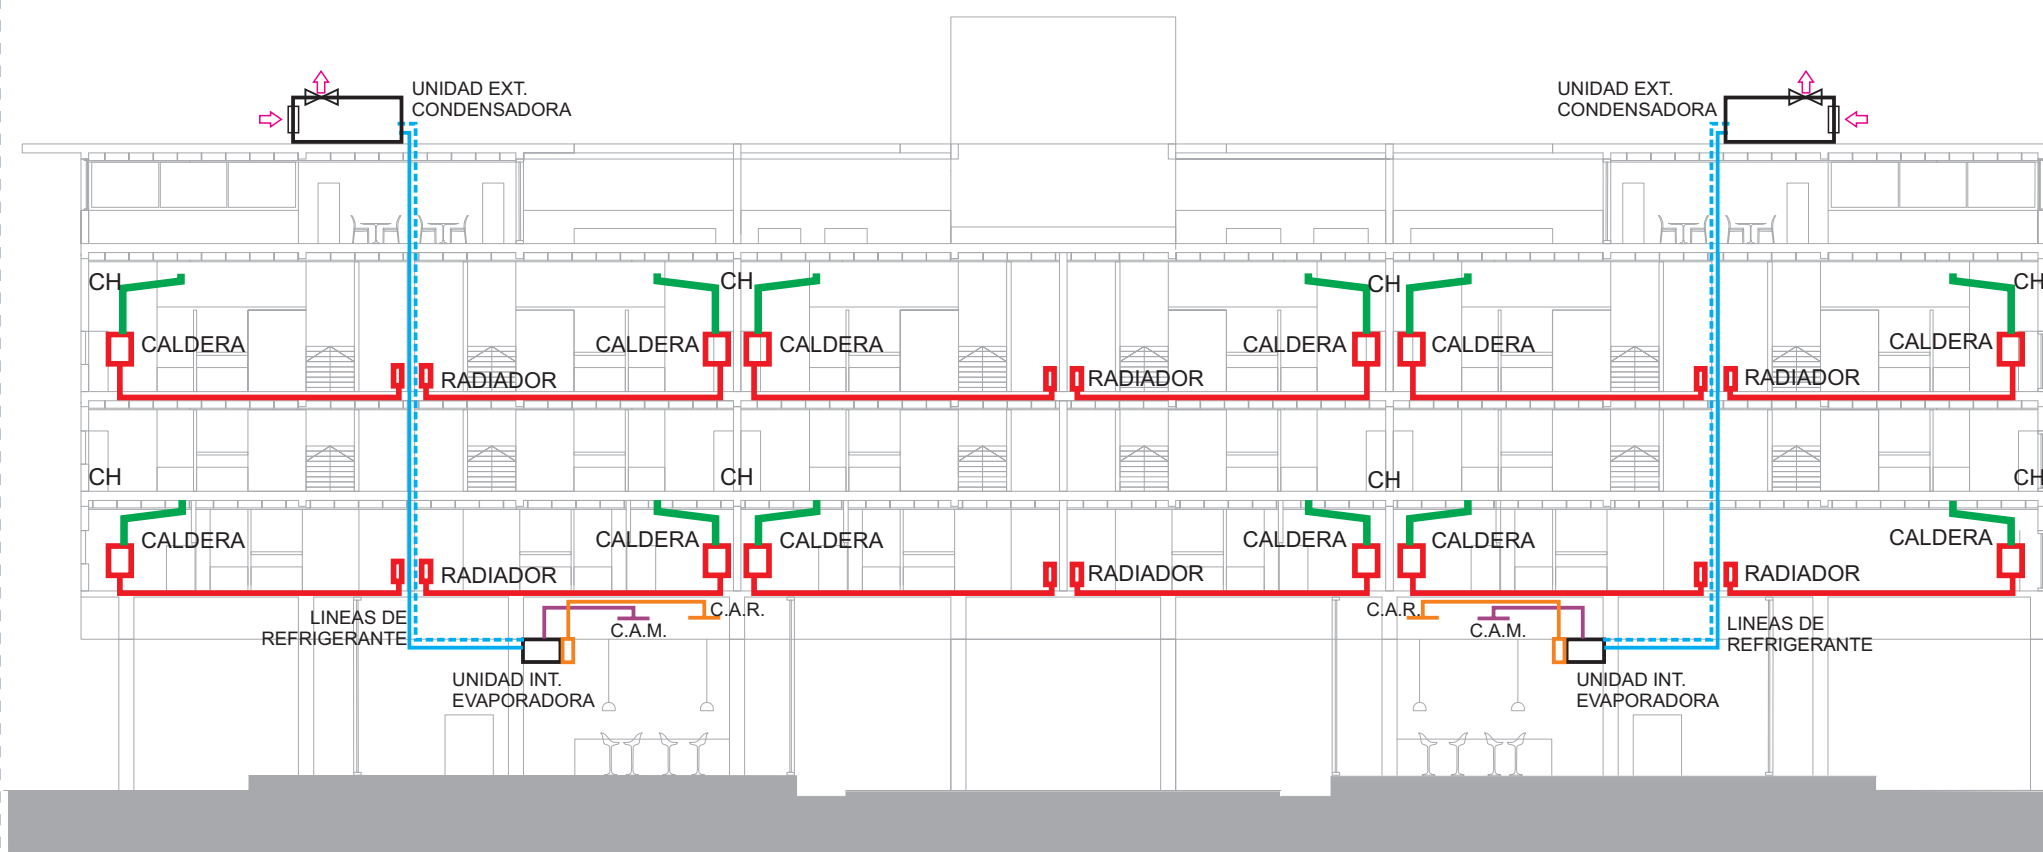 UNIDAD EXT.
CONDENSADORA
UNIDAD EXT.
CONDENSADORA
CH
CH
CH
CH
CALDERA
CALDERA
CALDERA
CALDERA
CALDERA
CALDERA
RADIADOR
RADIADOR
RADIADOR
CH
CH
CH
CH
CALDERA
CALDERA
CALDERA
CALDERA
CALDERA
CALDERA
RADIADOR
RADIADOR
RADIADOR
LINEAS DE
REFRIGERANTE
C.A.M.
C.A.R.
C.A.R.
C.A.M.
LINEAS DE
REFRIGERANTE
UNIDAD INT.
EVAPORADORA
UNIDAD INT.
EVAPORADORA